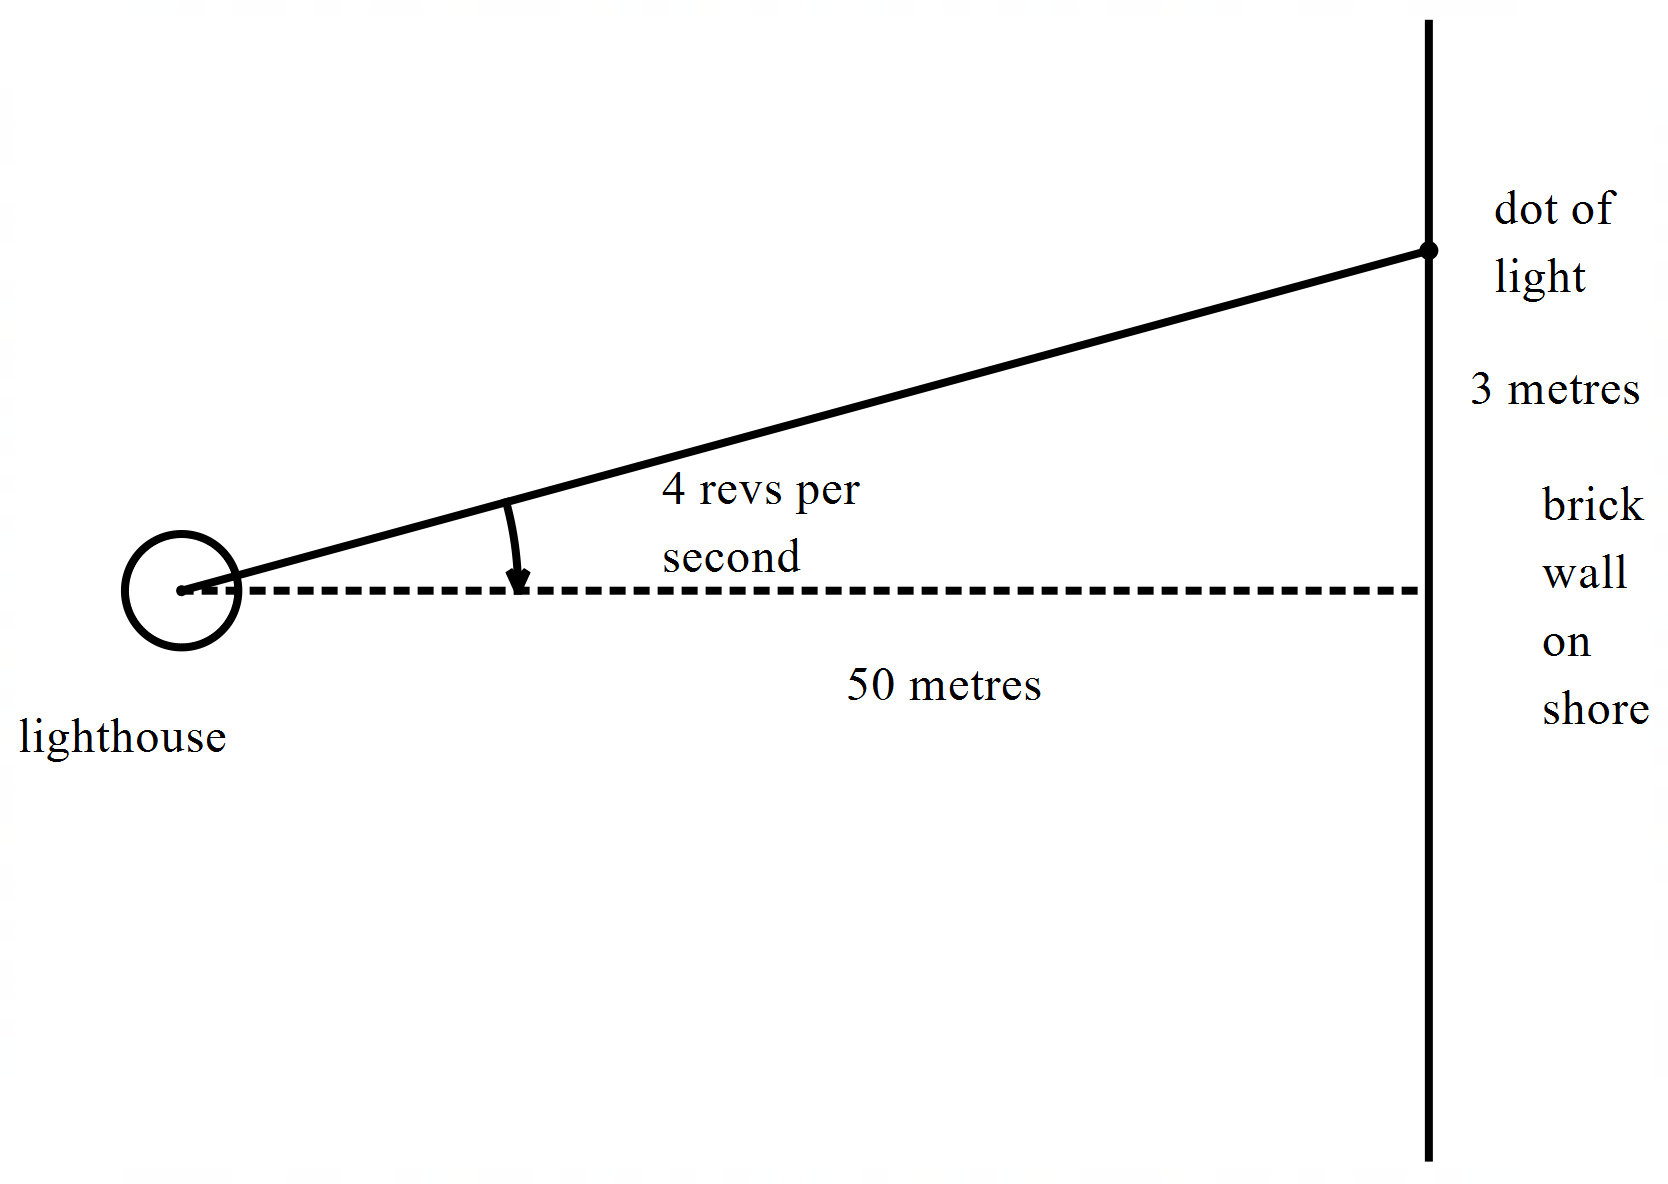 dot of
light
3 metres
4 revs per
second
brick
wall
on
shore
50 metres
lighthouse